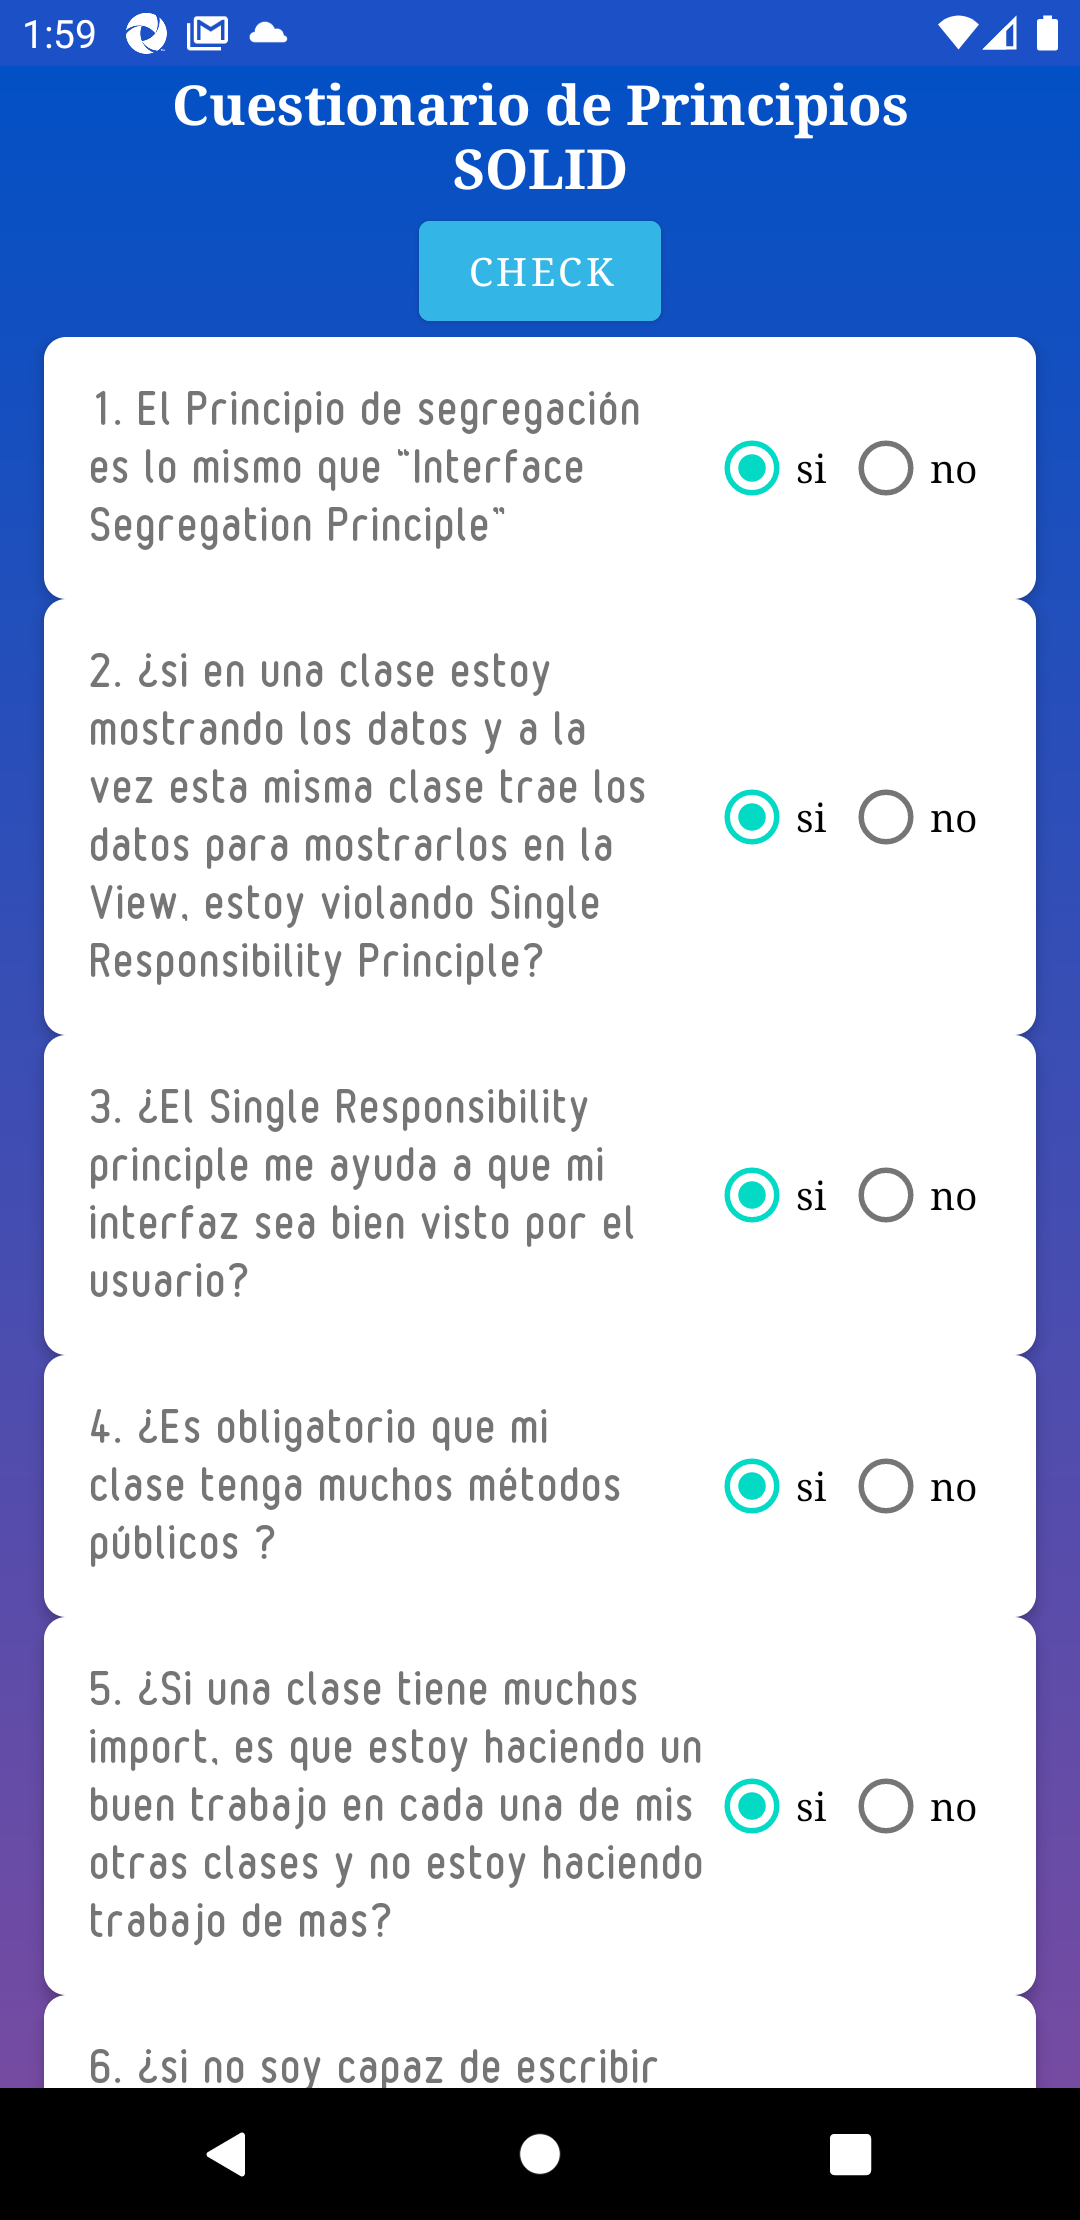 1:59
Cuestionario de Principios
SOLID
CHECK
1. El Principio de segregación
es lo mismo que "Interface
Segregation Principle"
si no
2. ¿si en una clase estoy
mostrando los datos y a la
vez esta misma clase trae los
datos para mostrarlos en la
View, estoy violando Single
Responsibility Principle?
si no
3. ¿El Single Responsibility
principle me ayuda a que mi
interfaz sea bien visto por el
usuario?
si no
4. ¿Es obligatorio que mi
clase tenga muchos métodos
públicos ?
si no
5. ¿Si una clase tiene muchos
import, es que estoy haciendo un
buen trabajo en cada una de mis
otras clases y no estoy haciendo
trabajo de mas?
si no
6. ¿si no soy capaz de escribir